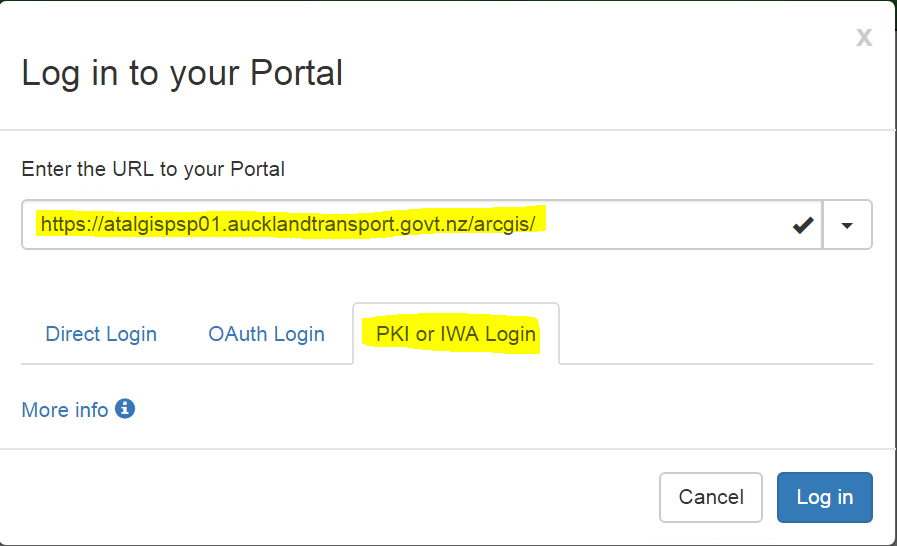 X
Log in to your Portal
Enter the URL to your Portal
https://atalgispsp01.aucklandtransport.govt.nz/arcgis/
Direct Login OAuth Login PKI or IWA Login
More info
Cancel Log in